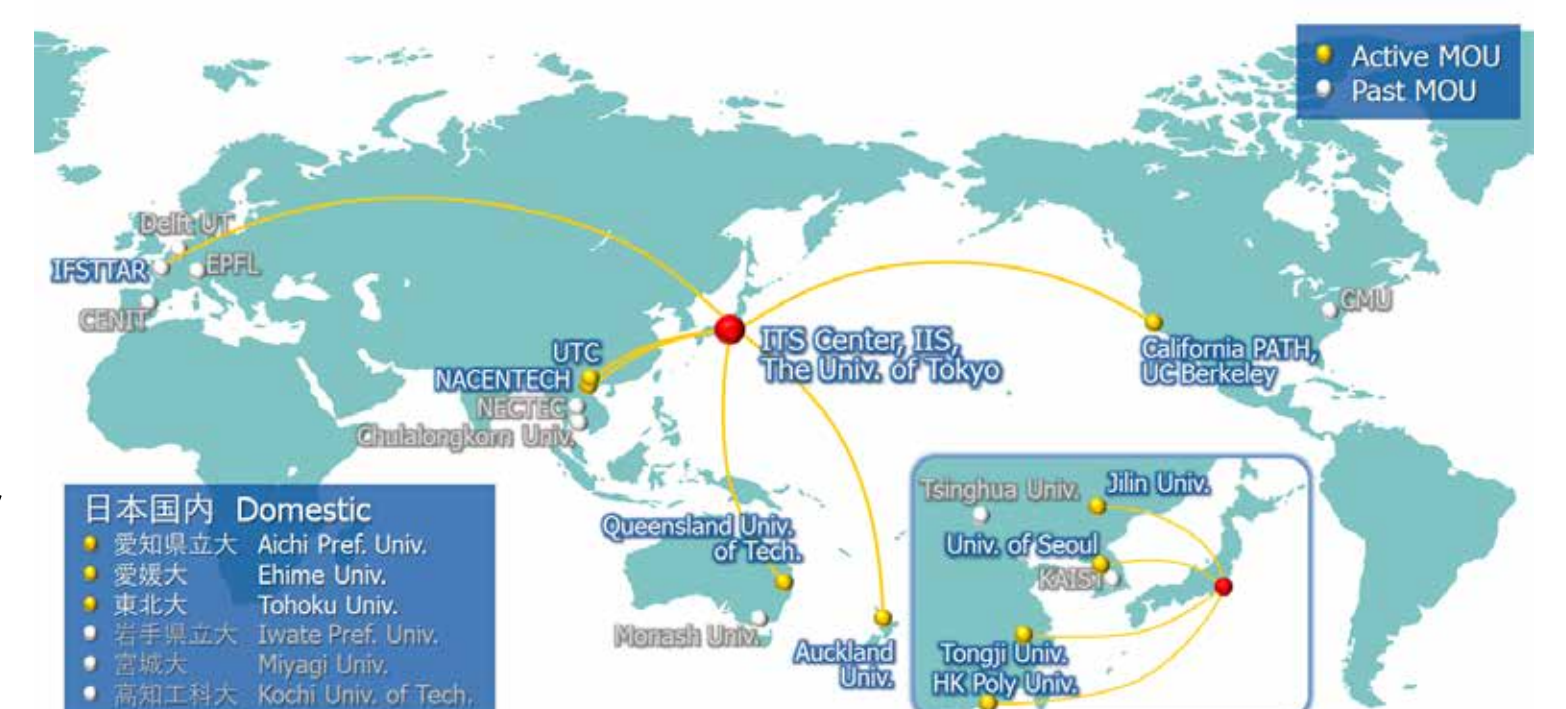 Active MOU
Past MOU
Delft UT
IFSTTAR
EPFL
CENIT
GMU
ITS Center, IIS,
The Univ. of Tokyo
California PATH,
UC Berkeley
UTC
NACENTECH
NECTEC
Chulalongkorn Univ.
Queensland Univ.
of Tech.
Monash Univ.
Auckland
Univ.
Tsinghua Univ.
Jilin Univ.
Univ. of Seoul
KAIST
Tongji Univ.
HK Poly Univ.
日本国内 Domestic
愛知県立大 Aichi Pref. Univ.
愛媛大 Ehime Univ.
東北大 Tohoku Univ.
岩手県立大 Iwate Pref. Univ.
宮城大 Miyagi Univ.
高知工科大 Kochi Univ. of Tech.